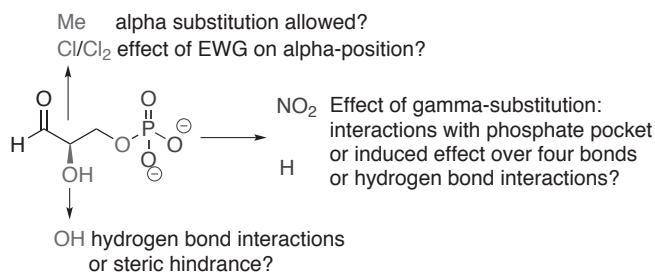 Me alpha substitution allowed?
Cl/Cl₂ effect of EWG on alpha-position?
O
H
OH
O
O
P
O⊖
O⊖
NO₂ Effect of gamma-substitution:
interactions with phosphate pocket
H or induced effect over four bonds
or hydrogen bond interactions?
OH hydrogen bond interactions
or steric hindrance?